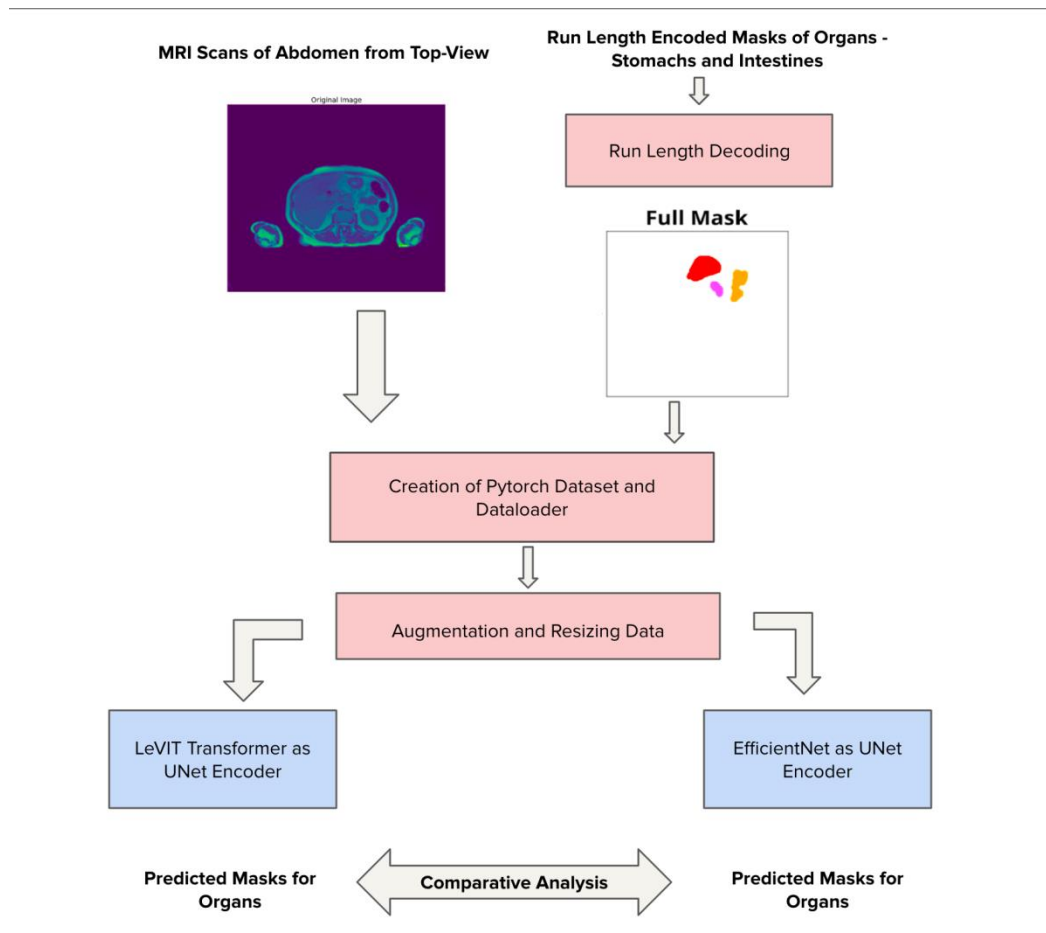 MRI Scans of Abdomen from Top-View
Run Length Encoded Masks of Organs -
Stomachs and Intestines
Original Image
Run Length Decoding
Full Mask
Creation of Pytorch Dataset and
Dataloader
Augmentation and Resizing Data
LeVIT Transformer as
UNet Encoder
EfficientNet as UNet
Encoder
Predicted Masks for
Organs
Comparative Analysis
Predicted Masks for
Organs